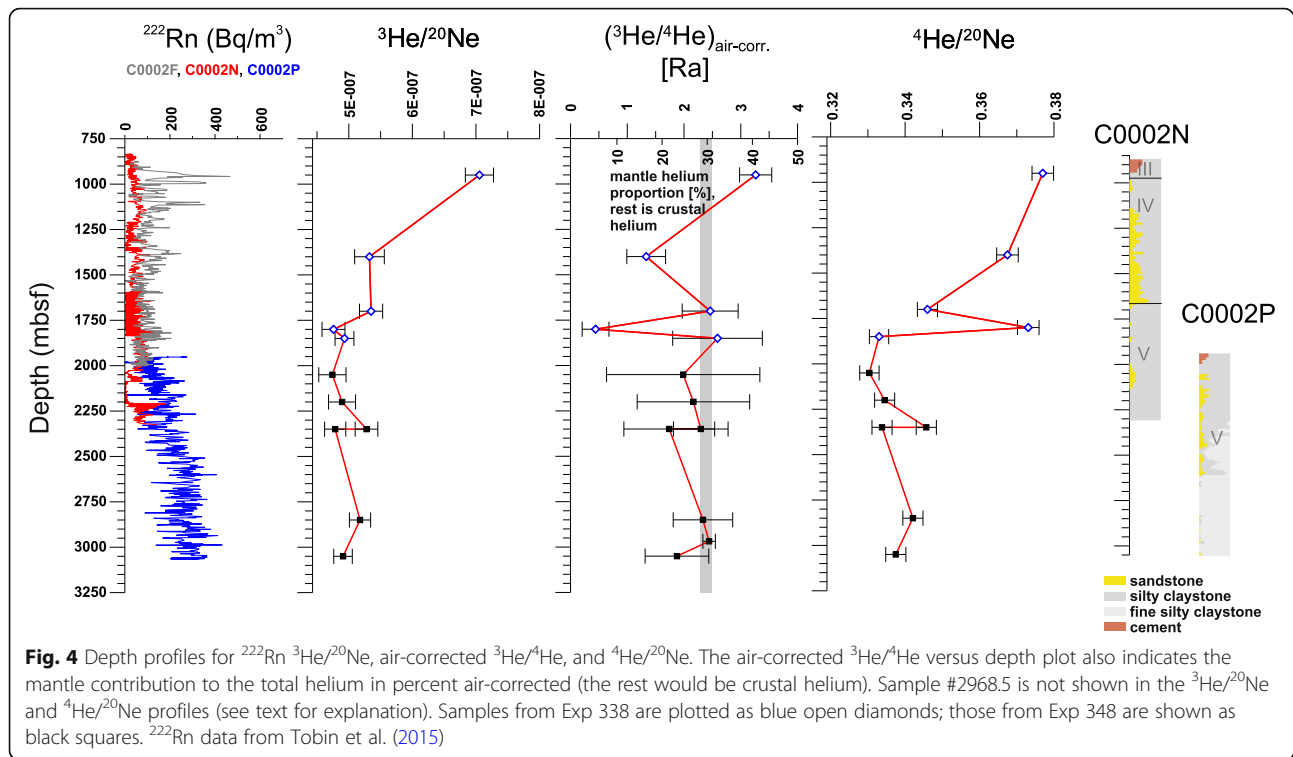 ²²²Rn (Bq/m³)
C0002F, C0002N, C0002P
0 200 400 600
³He/²⁰Ne
5E-007 6E-007 7E-007 8E-007
(³He/⁴He)air-corr.
[Ra]
0 1 2 3 4
10 20 30 40 50
mantle helium
proportion [%],
rest is crustal
helium
⁴He/²⁰Ne
0.32 0.34 0.36 0.38
Depth (mbsf)
750
1000
1250
1500
1750
2000
2250
2500
2750
3000
3250
C0002N
III
IV
V
C0002P
V
sandstone
silty claystone
fine silty claystone
cement
Fig. 4 Depth profiles for ²²²Rn ³He/²⁰Ne, air-corrected ³He/⁴He, and ⁴He/²⁰Ne. The air-corrected ³He/⁴He versus depth plot also indicates the
mantle contribution to the total helium in percent air-corrected (the rest would be crustal helium). Sample #2968.5 is not shown in the ³He/²⁰Ne
and ⁴He/²⁰Ne profiles (see text for explanation). Samples from Exp 338 are plotted as blue open diamonds; those from Exp 348 are shown as
black squares. ²²²Rn data from Tobin et al. (2015)